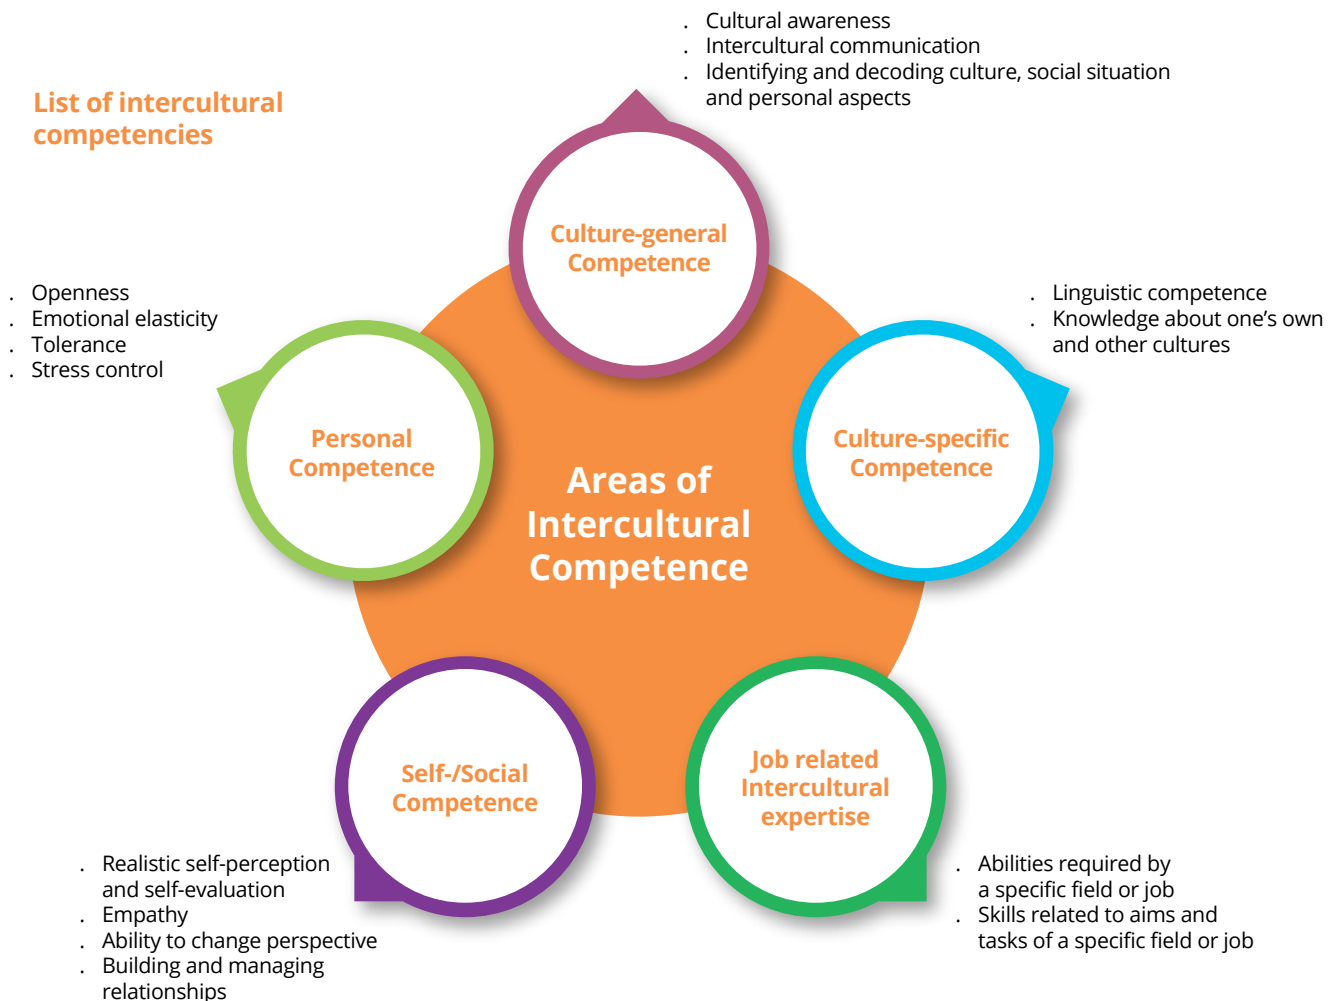 List of intercultural
competencies
. Cultural awareness
. Intercultural communication
. Identifying and decoding culture, social situation
and personal aspects
Culture-general
Competence
. Openness
. Emotional elasticity
. Tolerance
. Stress control
Personal
Competence
. Linguistic competence
. Knowledge about one’s own
and other cultures
Culture-specific
Competence
Areas of
Intercultural
Competence
Self-/Social
Competence
. Realistic self-perception
and self-evaluation
. Empathy
. Ability to change perspective
. Building and managing
relationships
Job related
Intercultural
expertise
. Abilities required by
a specific field or job
. Skills related to aims and
tasks of a specific field or job